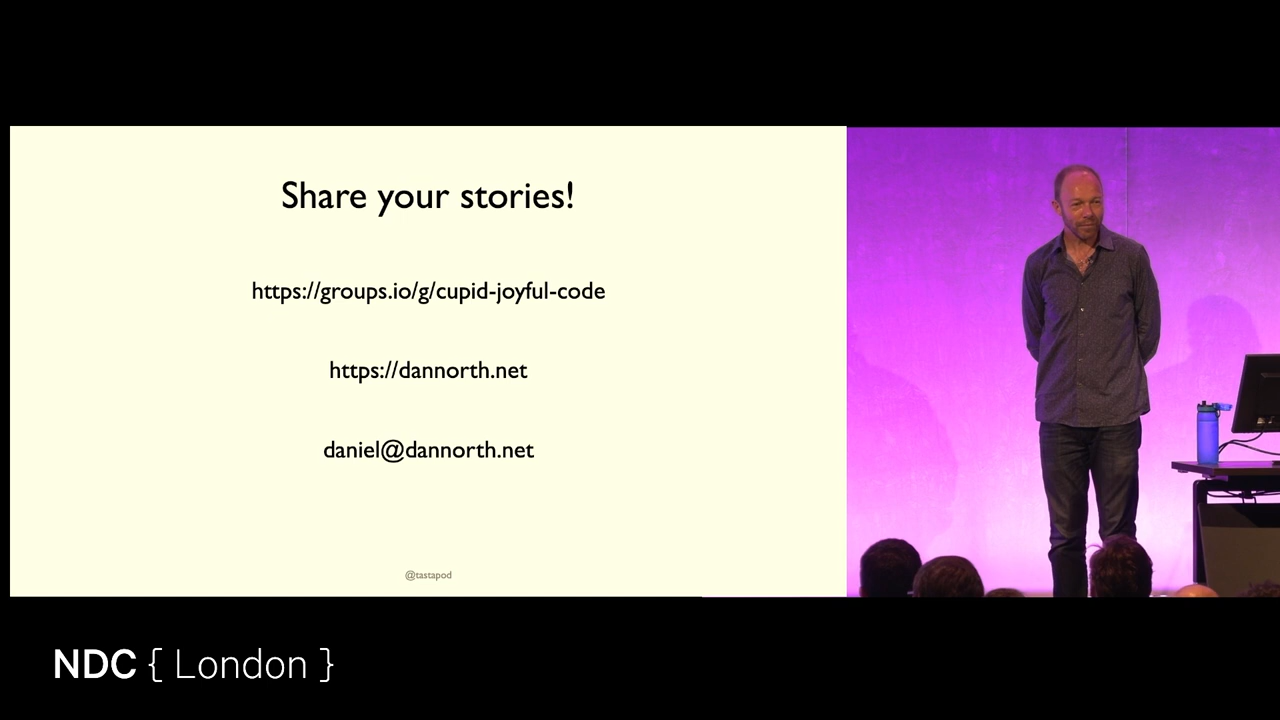 Share your stories!
https://groups.io/g/cupid-joyful-code
https://dannorth.net
daniel@dannorth.net
@tastapod
NDC { London }